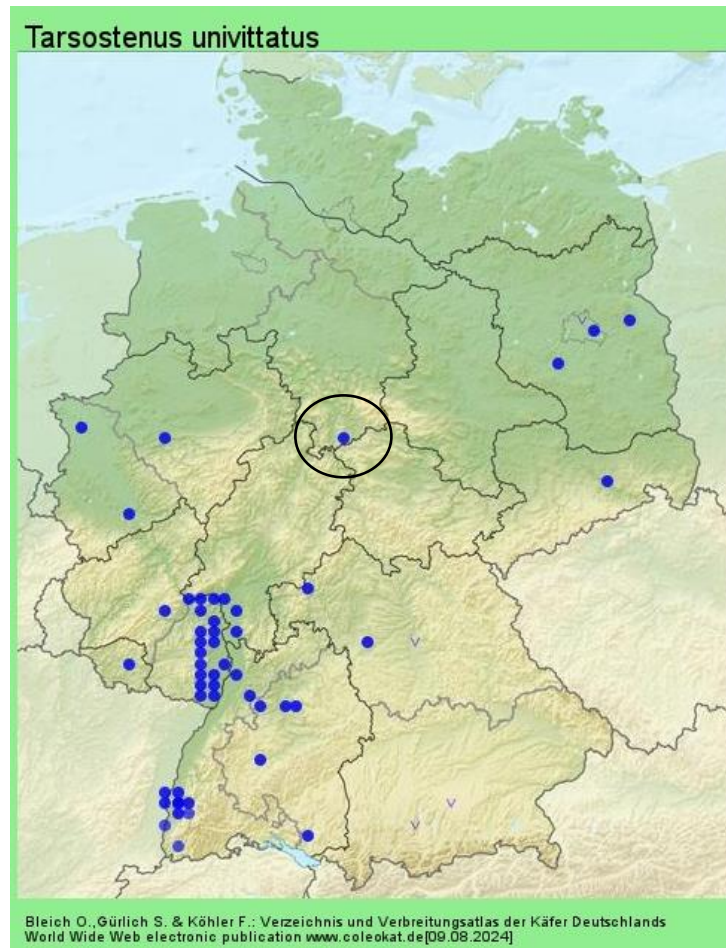 Tarsostenus univittatus
Bleich O.,Gürlich S. & Köhler F.: Verzeichnis und Verbreitungsatlas der Käfer Deutschlands
World Wide Web electronic publication www.coleokat.de[09.08.2024]